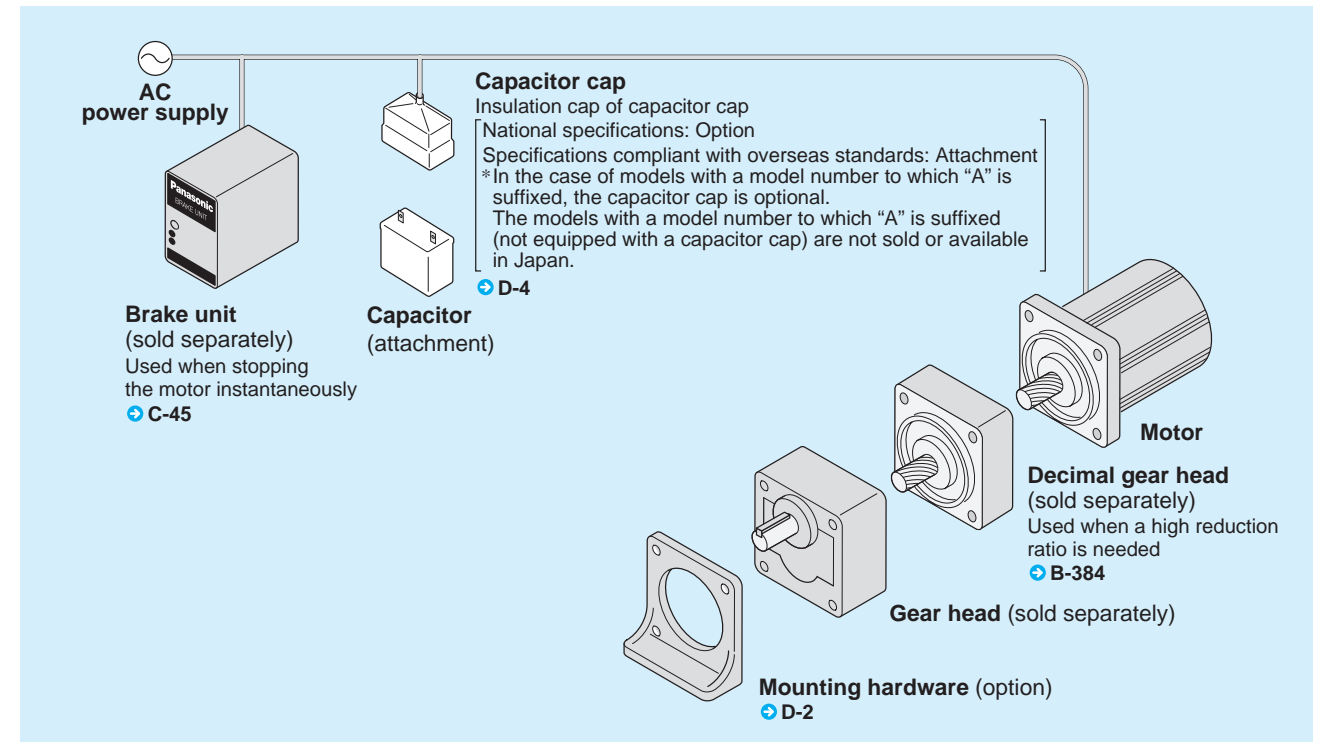 AC
power supply
Panasonic
BRAKE UNIT
Brake unit
(sold separately)
Used when stopping
the motor instantaneously
C-45
Capacitor cap
Insulation cap of capacitor cap
National specifications: Option
Specifications compliant with overseas standards: Attachment
*In the case of models with a model number to which “A” is
suffixed, the capacitor cap is optional.
The models with a model number to which “A” is suffixed
(not equipped with a capacitor cap) are not sold or available
in Japan.
D-4
Capacitor
(attachment)
Motor
Decimal gear head
(sold separately)
Used when a high reduction
ratio is needed
B-384
Gear head (sold separately)
Mounting hardware (option)
D-2